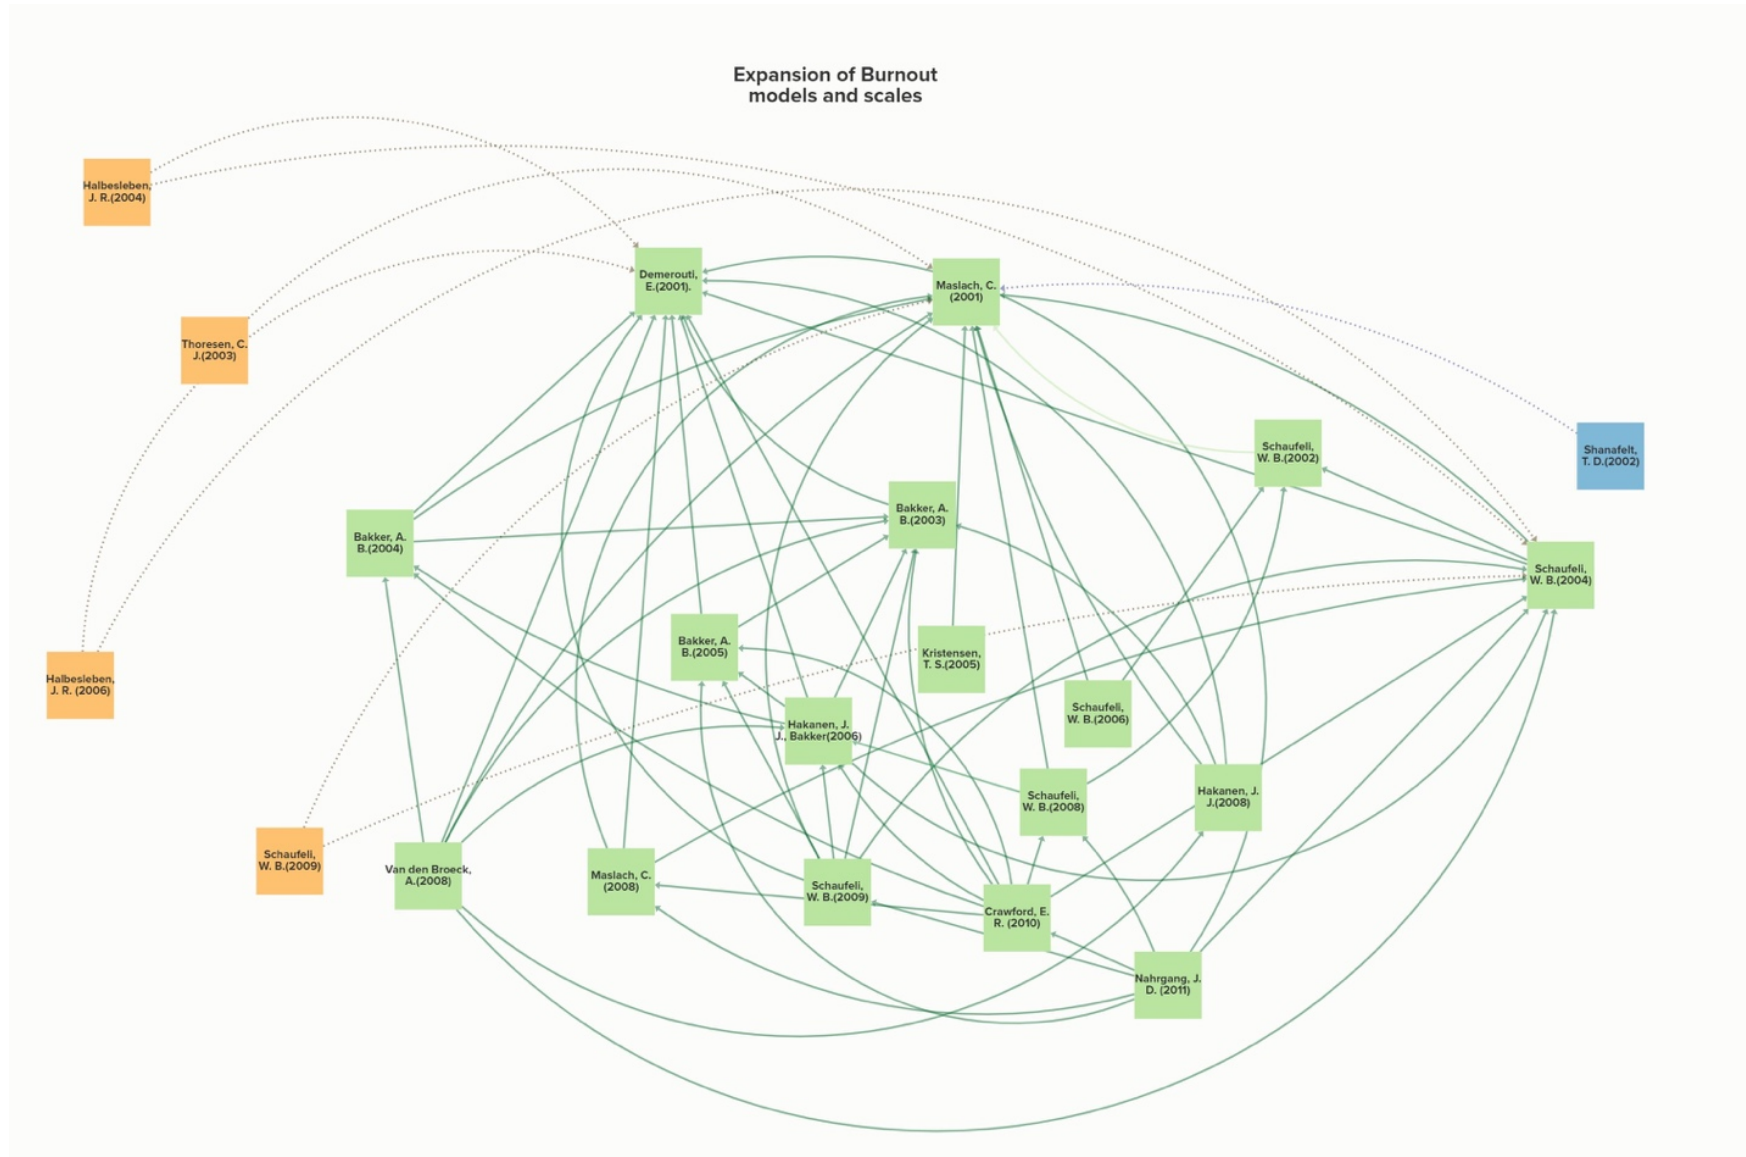 Expansion of Burnout
models and scales
Halbesleben,
J. R.(2004)
Demerouti,
E.(2001).
Maslach, C.
(2001)
Thoresen, C.
J.(2003)
Schaufeli,
W. B.(2002)
Shanafelt,
T. D.(2002)
Bakker, A.
B.(2003)
Bakker, A.
B.(2004)
Schaufeli,
W. B.(2004)
Bakker, A.
B.(2005)
Kristensen,
T. S.(2005)
Halbesleben,
J. R. (2006)
Schaufeli,
W. B.(2006)
Hakanen, J.
J., Bakker(2006)
Schaufeli,
W. B.(2008)
Hakanen, J.
J.(2008)
Schaufeli,
W. B.(2009)
Van den Broeck,
A.(2008)
Maslach, C.
(2008)
Schaufeli,
W. B.(2009)
Crawford, E.
R. (2010)
Nahrgang, J.
D. (2011)